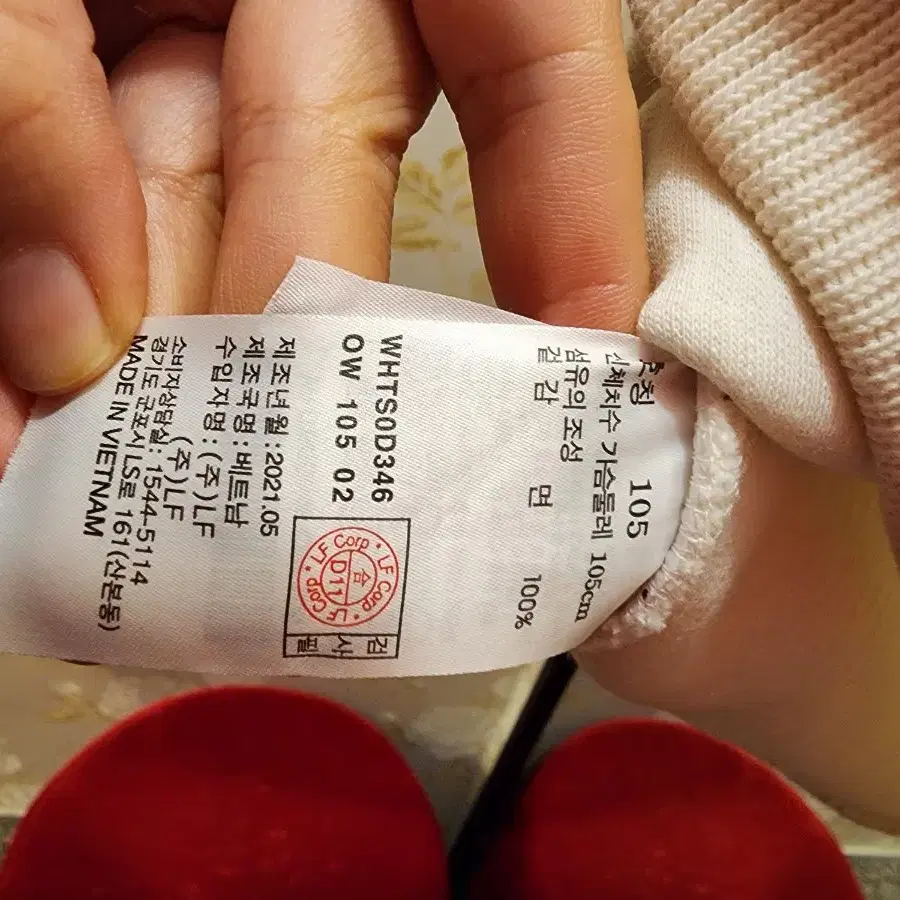 호칭 105
신체치수 가슴둘레 105cm
섬유의 조성
겉감 면 100%
WHTS0D346
OW 105 02
LF Corp • LF Corp • LF Corp •
합
D11
검사필
제조년월 : 2021.05
제조국명 : 베트남
수입자명 : (주)LF
(주)LF
소비자상담실 : 1544-5114
경기도 군포시 LS로 161(산본동)
MADE IN VIETNAM